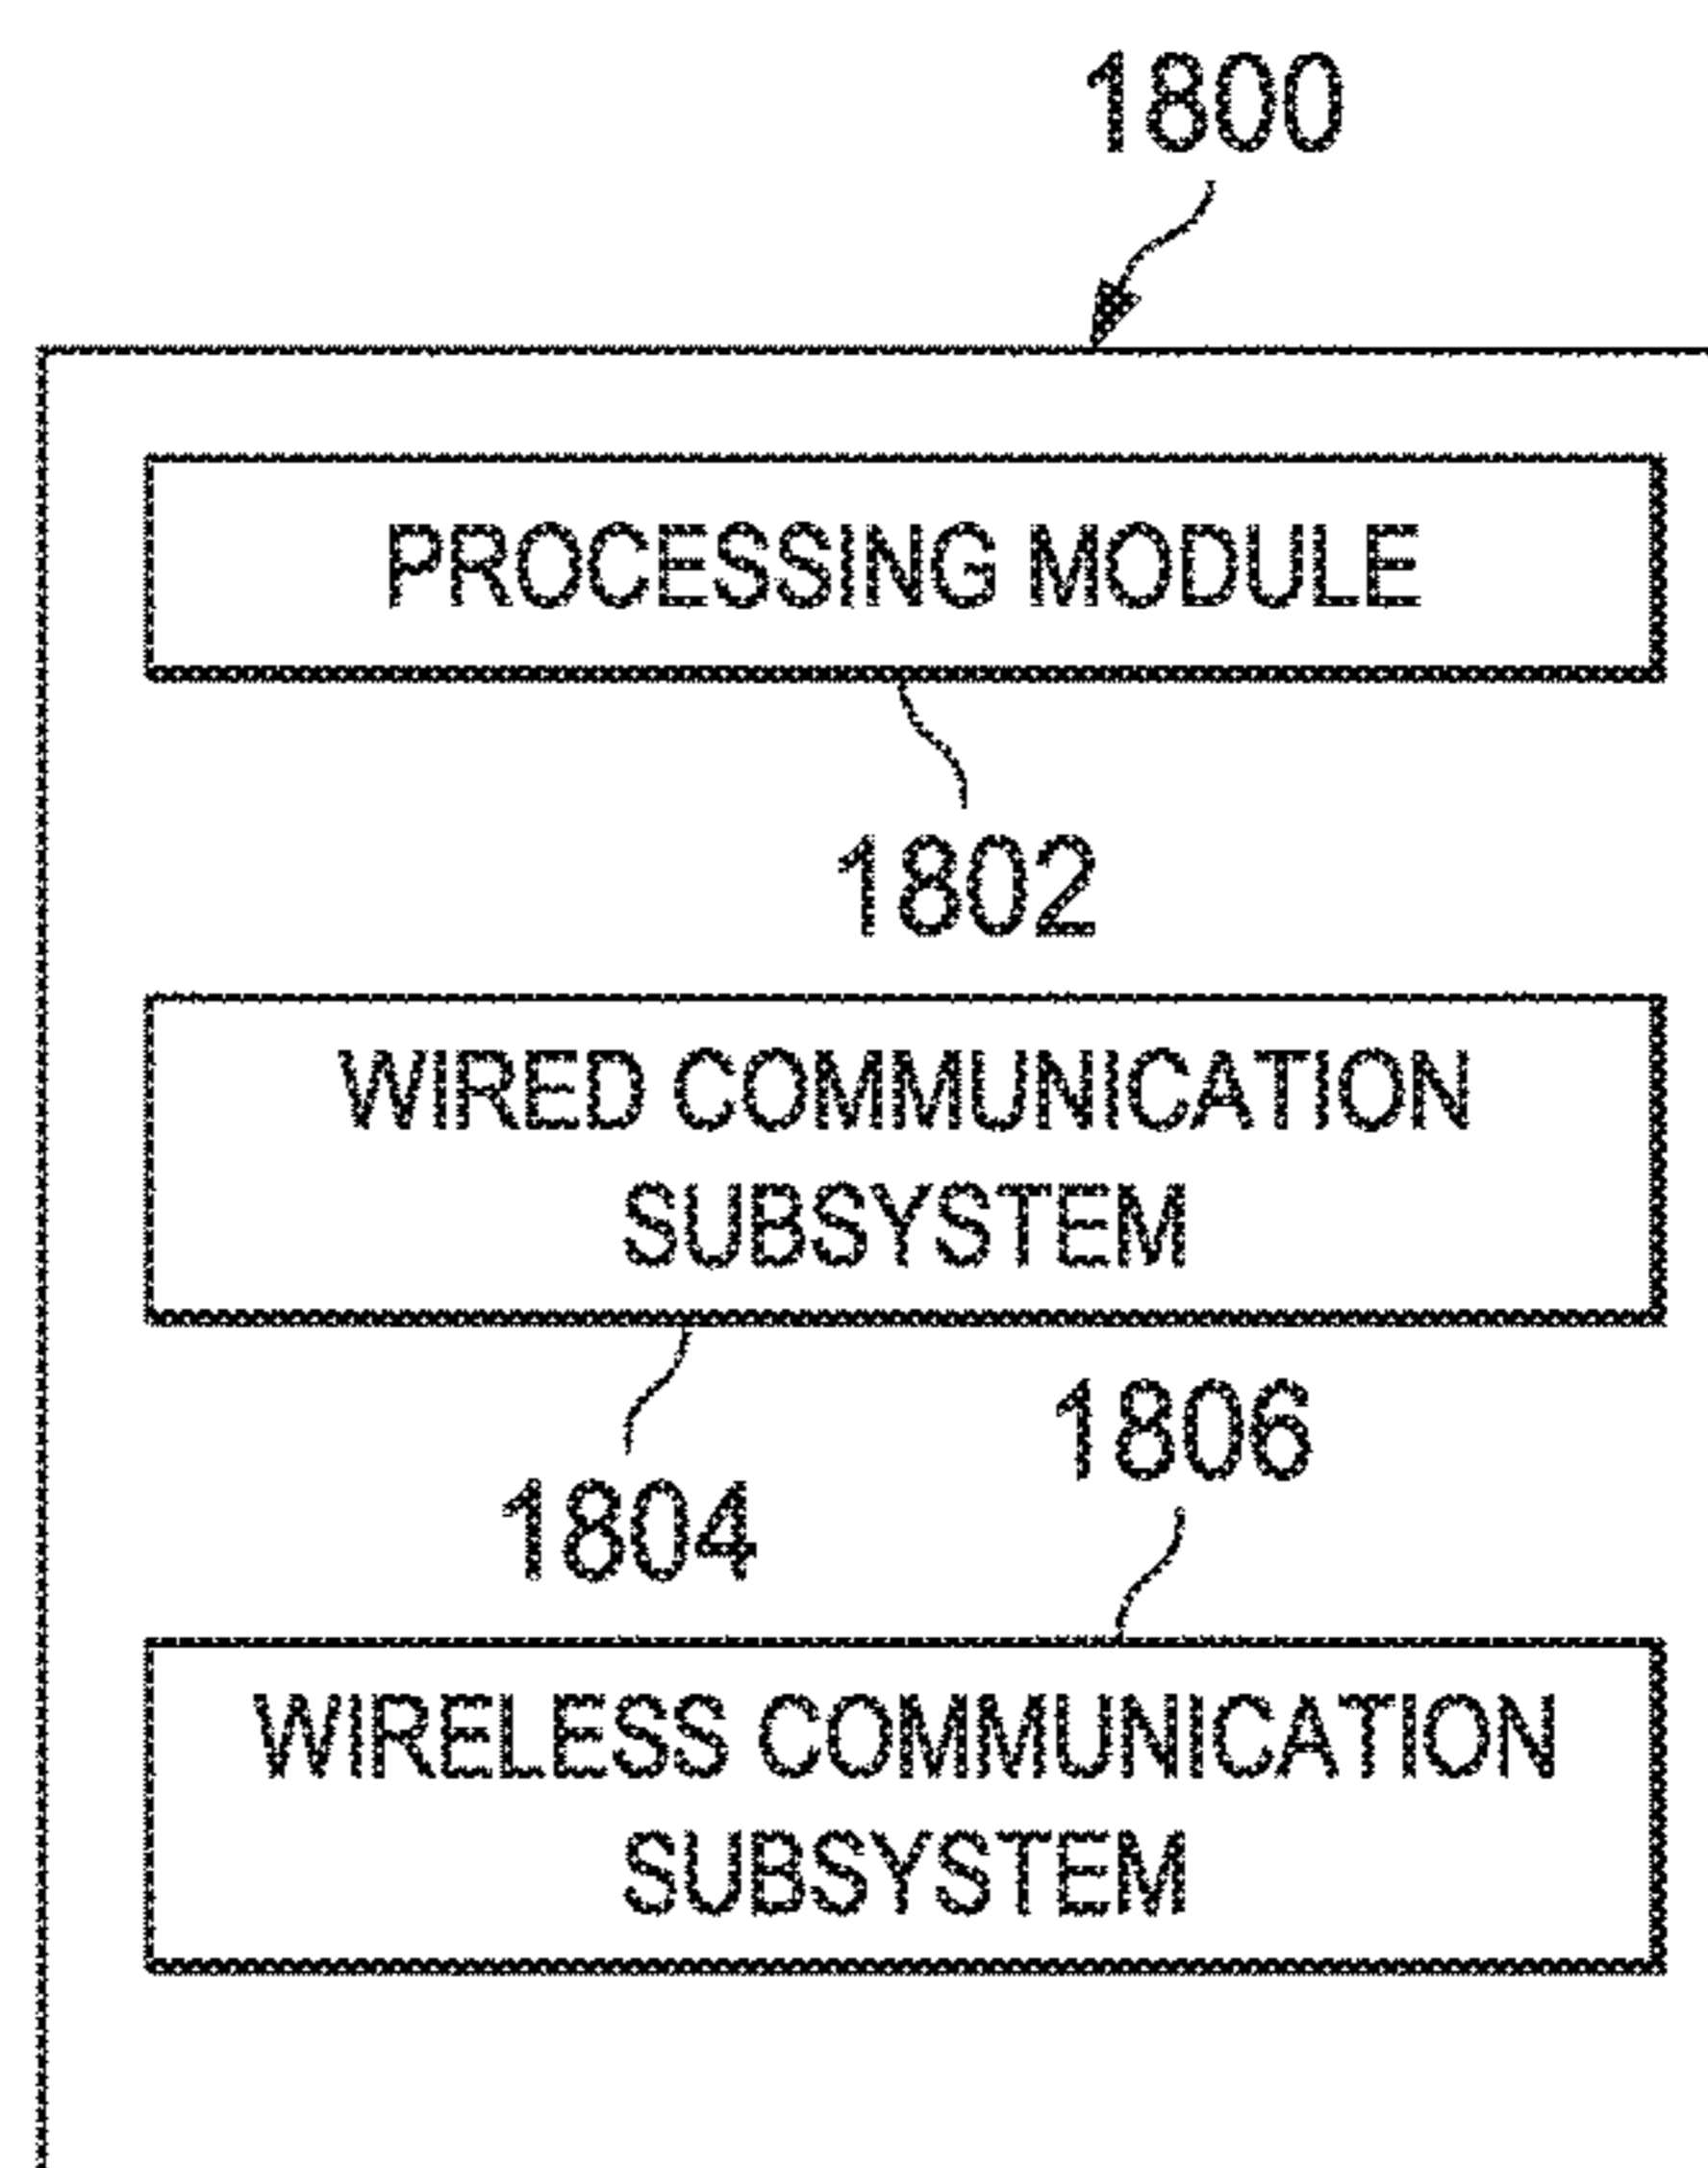 1800
PROCESSING MODULE
1802
WIRED COMMUNICATION
SUBSYSTEM
1806
1804
WIRELESS COMMUNICATION
SUBSYSTEM